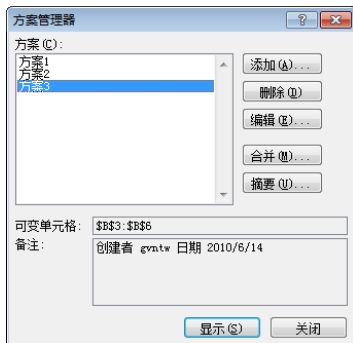 方案管理器
方案(C):
方案1
方案2
方案3
添加(A)...
删除(D)
编辑(E)...
合并(M)...
摘要(U)...
可变单元格: $B$3:$B$6
备注: 创建者 gvntw 日期 2010/6/14
显示(S) 关闭